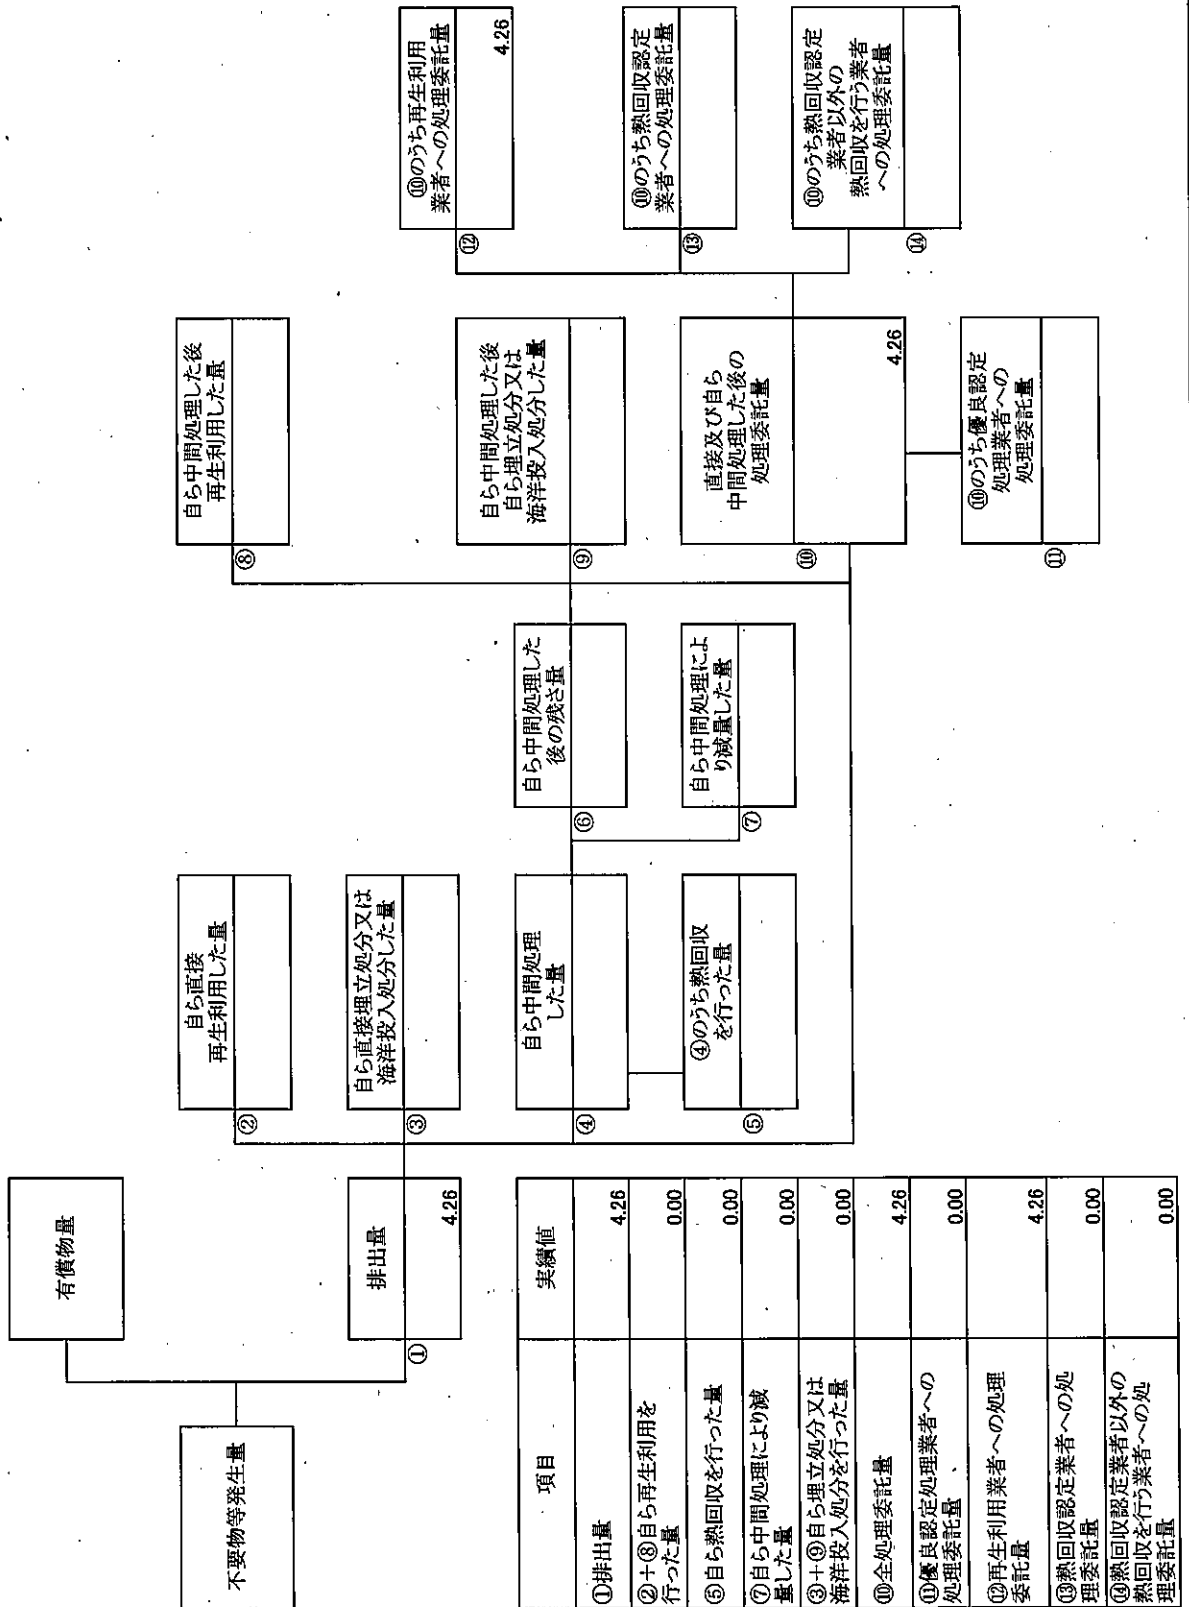 不要物等発生量
有償物量
①
排出量
4.26
②
自ら直接
再生利用した量
③
自ら直接埋立処分又は
海洋投入処分した量
④
自ら中間処理
した量
⑤
④のうち熱回収
を行った量
⑥
自ら中間処理した
後の残さ量
⑦
自ら中間処理によ
り減量した量
⑧
自ら中間処理した後
再生利用した量
⑨
自ら中間処理した後
自ら埋立処分又は
海洋投入処分した量
⑩
直接及び自ら
中間処理した後の
処理委託量
4.26
⑪
⑩のうち優良認定
処理業者への
処理委託量
⑫
⑩のうち再生利用
業者への処理委託量
4.26
⑬
⑩のうち熱回収認定
業者への処理委託量
⑭
⑩のうち熱回収認定
業者以外の
熱回収を行う業者
への処理委託量
項目
実績値
①排出量
4.26
②+⑧自ら再生利用を
行った量
0.00
⑤自ら熱回収を行った量
0.00
⑦自ら中間処理により減
量した量
0.00
③+⑨自ら埋立処分又は
海洋投入処分を行った量
0.00
⑩全処理委託量
4.26
⑪優良認定処理業者への
処理委託量
0.00
⑫再生利用業者への処理
委託量
4.26
⑬熱回収認定業者への処
理委託量
0.00
⑭熱回収認定業者以外の
熱回収を行う業者への処
理委託量
0.00